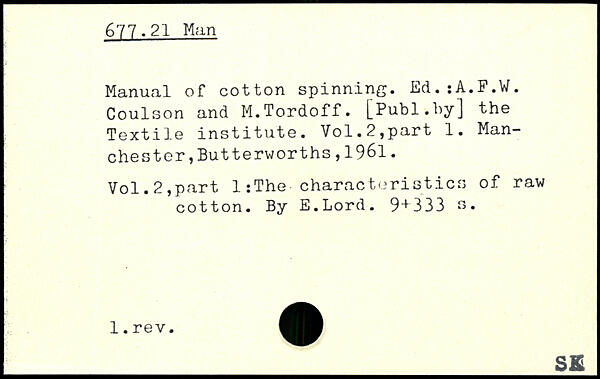 677.21 Man
Manual of cotton spinning. Ed.:A.F.W.
Coulson and M.Tordoff. [Publ.by] the
Textile institute. Vol.2,part 1. Man-
chester,Butterworths,1961.
Vol.2,part 1:The characteristics of raw
cotton. By E.Lord. 9+333 s.
1.rev.
SK